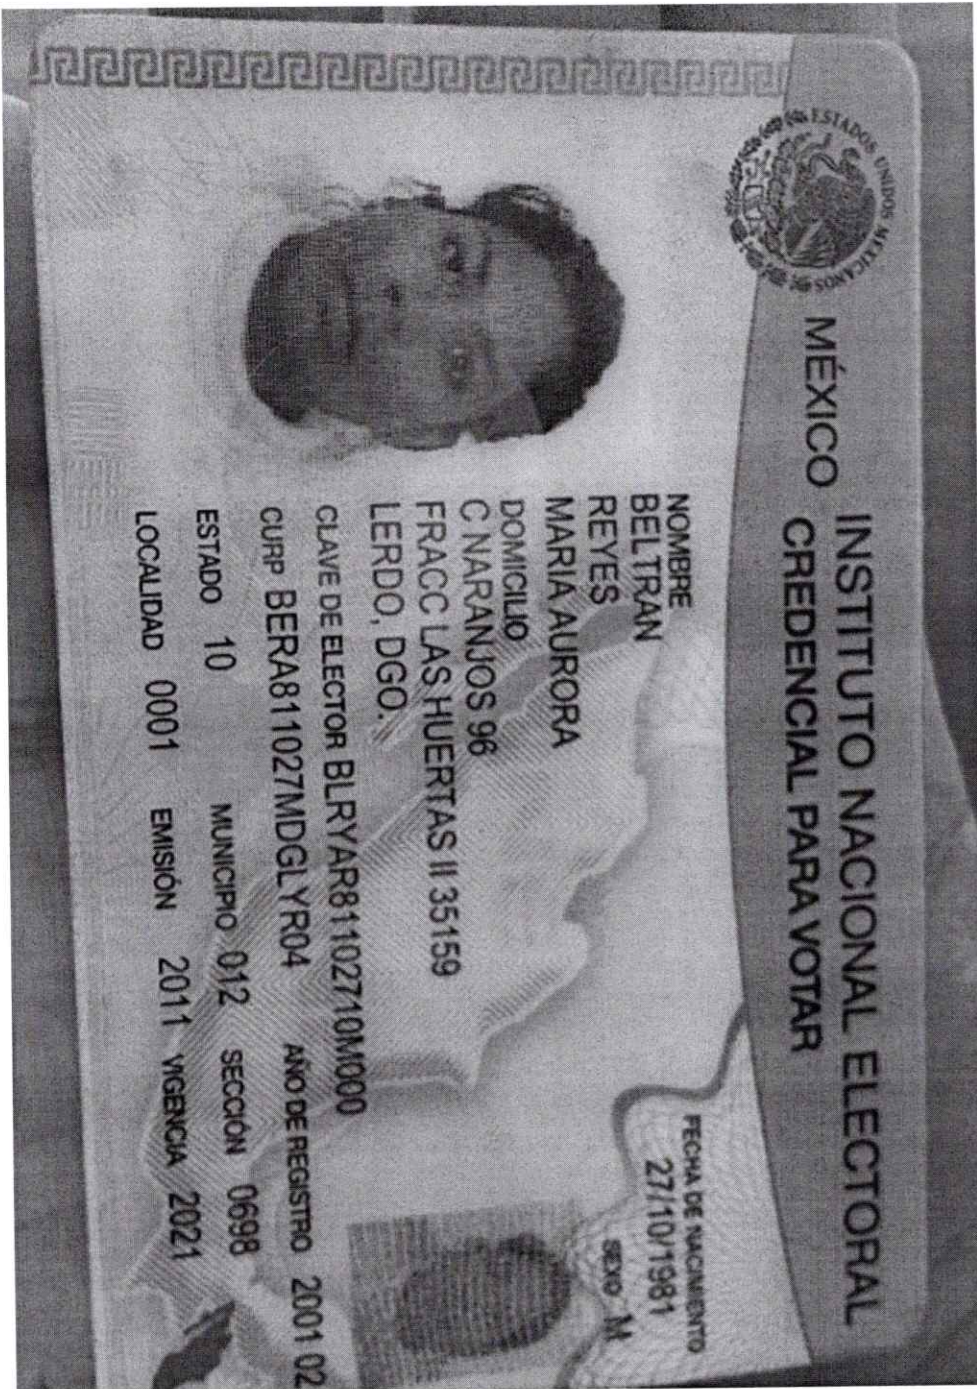 ESTADOS UNIDOS MEXICANOS
MÉXICO
INSTITUTO NACIONAL ELECTORAL
CREDENCIAL PARA VOTAR
NOMBRE
BELTRAN
REYES
MARIA AURORA
FECHA DE NACIMIENTO
27/10/1981
SEXO M
DOMICILIO
C NARANJOS 96
FRACC LAS HUERTAS II 35159
LERDO, DGO.
CLAVE DE ELECTOR BLRYAR81102710M000
CURP BERA811027MDGLYR04 AÑO DE REGISTRO 2001 02
ESTADO 10 MUNICIPIO 012 SECCIÓN 0698
LOCALIDAD 0001 EMISIÓN 2011 VIGENCIA 2021